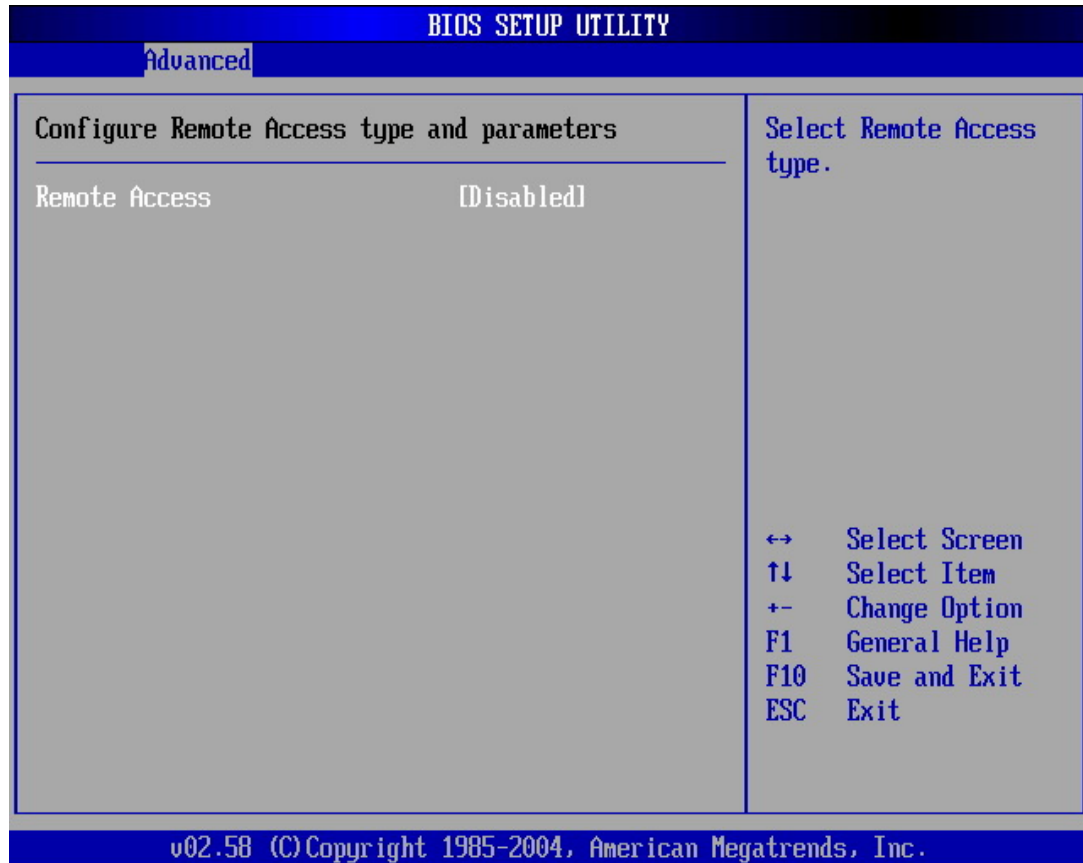 BIOS SETUP UTILITY
Advanced
Configure Remote Access type and parameters
Remote Access [Disabled]
Select Remote Access
type.
←→ Select Screen
↑↓ Select Item
+- Change Option
F1 General Help
F10 Save and Exit
ESC Exit
v02.58 (C)Copyright 1985-2004, American Megatrends, Inc.